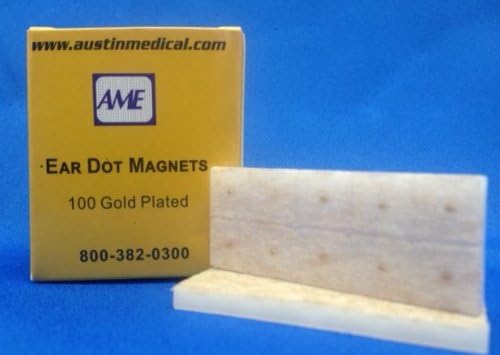 www.austinmedical.com
AME
EAR DOT MAGNETS
100 Gold Plated
800-382-0300